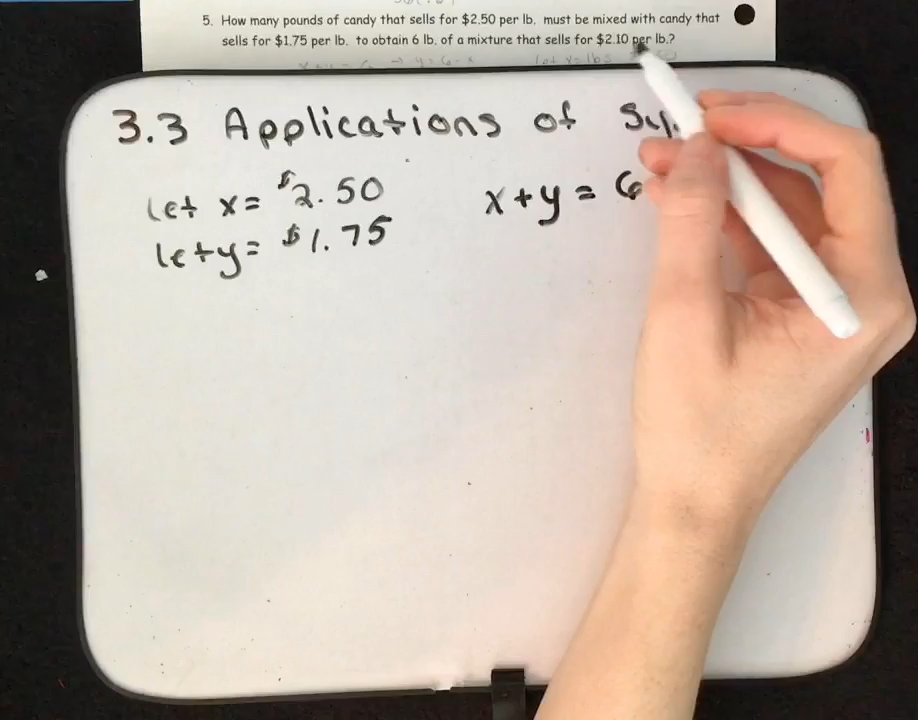 5. How many pounds of candy that sells for $2.50 per lb. must be mixed with candy that
sells for $1.75 per lb. to obtain 6 lb. of a mixture that sells for $2.10 per lb.?
3.3 Applications of
let x = $2.50
let y = $1.75
x + y = 6